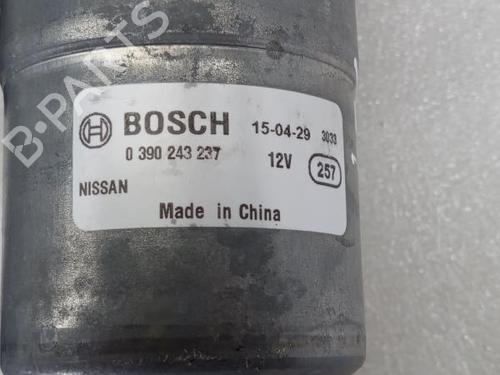 B-PARTS
BOSCH 15-04-29 3033
0 390 243 237 12V 257
NISSAN
Made in China